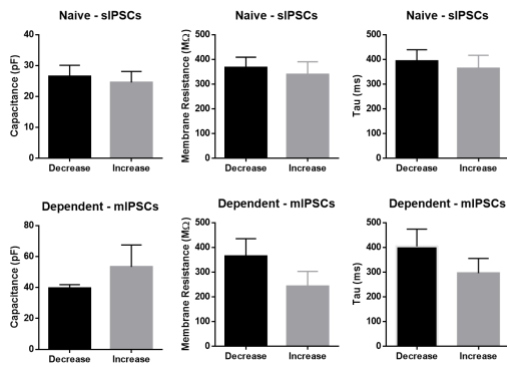 Naive - sIPSCs
Capacitance (pF)
40
30
20
10
0
Decrease Increase
Naive - sIPSCs
Membrane Resistance (MΩ)
500
400
300
200
100
0
Decrease Increase
Naive - sIPSCs
Tau (ms)
500
400
300
200
100
0
Decrease Increase
Dependent - mIPSCs
Capacitance (pF)
80
60
40
20
0
Decrease Increase
Dependent - mIPSCs
Membrane Resistance (MΩ)
500
400
300
200
100
0
Decrease Increase
Dependent - mIPSCs
Tau (ms)
500
400
300
200
100
0
Decrease Increase